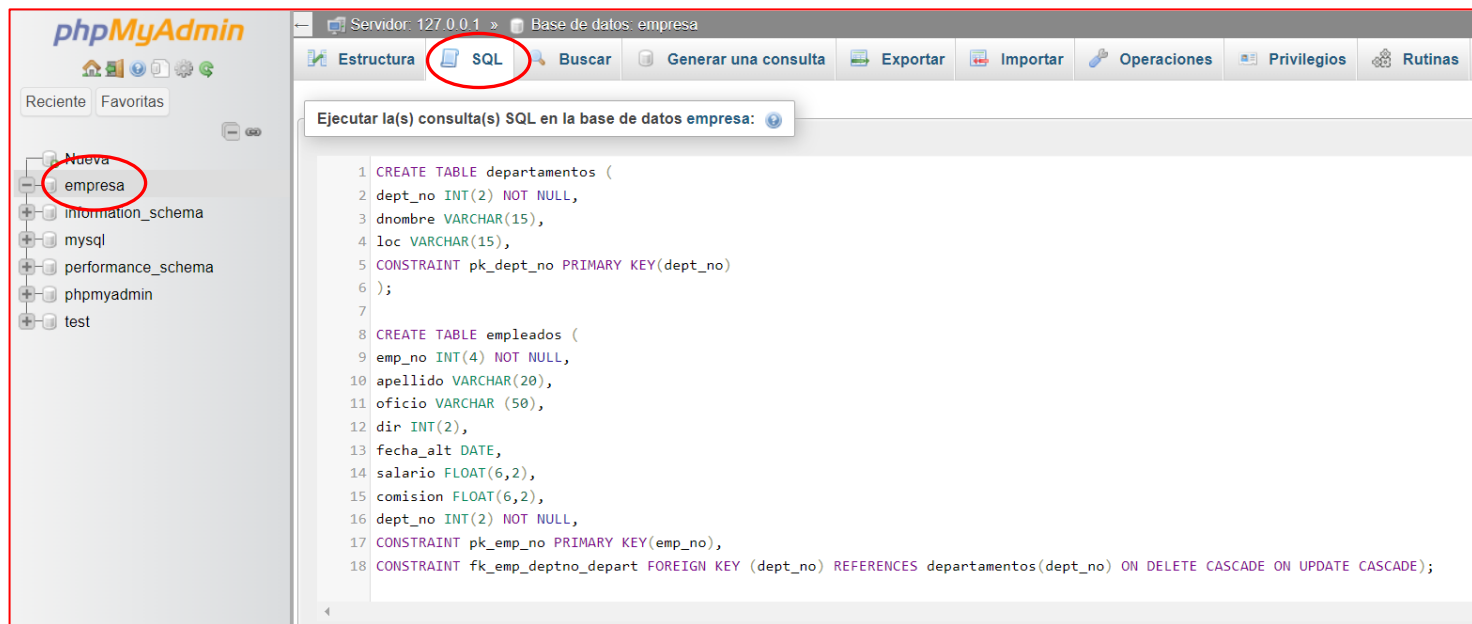 phpMyAdmin
Reciente Favoritas
Nueva
empresa
information_schema
mysql
performance_schema
phpmyadmin
test
Servidor: 127.0.0.1 » Base de datos: empresa
Estructura SQL Buscar Generar una consulta Exportar Importar Operaciones Privilegios Rutinas
Ejecutar la(s) consulta(s) SQL en la base de datos empresa:
1 CREATE TABLE departamentos (
2 dept_no INT(2) NOT NULL,
3 dnombre VARCHAR(15),
4 loc VARCHAR(15),
5 CONSTRAINT pk_dept_no PRIMARY KEY(dept_no)
6 );
7
8 CREATE TABLE empleados (
9 emp_no INT(4) NOT NULL,
10 apellido VARCHAR(20),
11 oficio VARCHAR (50),
12 dir INT(2),
13 fecha_alt DATE,
14 salario FLOAT(6,2),
15 comision FLOAT(6,2),
16 dept_no INT(2) NOT NULL,
17 CONSTRAINT pk_emp_no PRIMARY KEY(emp_no),
18 CONSTRAINT fk_emp_deptno_depart FOREIGN KEY (dept_no) REFERENCES departamentos(dept_no) ON DELETE CASCADE ON UPDATE CASCADE);